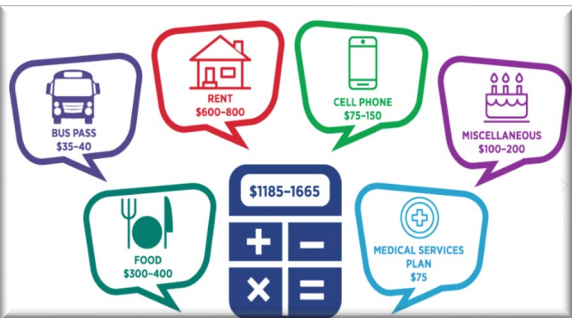 BUS PASS
$35-40
RENT
$600-800
CELL PHONE
$75-150
MISCELLANEOUS
$100-200
FOOD
$300-400
$1185-1665
+ −
× =
MEDICAL SERVICES
PLAN
$75